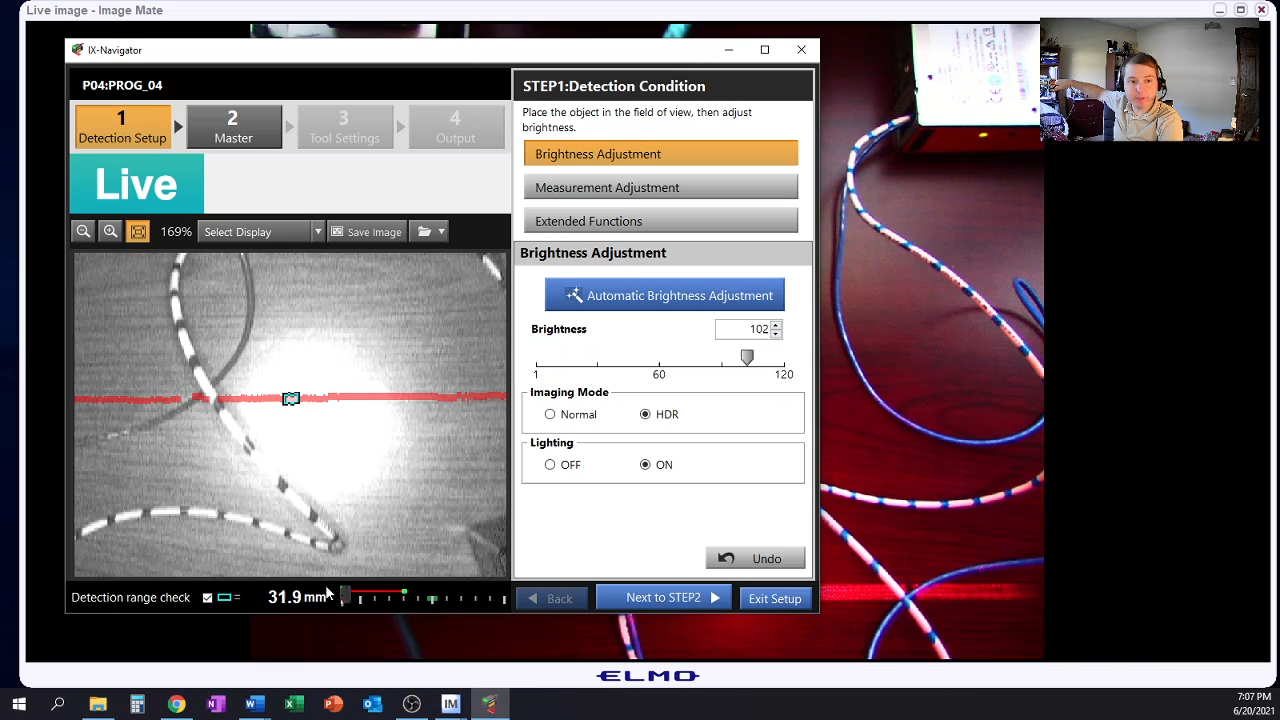 Live image - Image Mate
IX-Navigator
P04:PROG_04
1
Detection Setup
2
Master
3
Tool Settings
4
Output
Live
169%
Select Display
Save Image
Detection range check
=
31.9 mm
STEP1:Detection Condition
Place the object in the field of view, then adjust
brightness.
Brightness Adjustment
Measurement Adjustment
Extended Functions
Brightness Adjustment
Automatic Brightness Adjustment
Brightness
102
1
60
120
Imaging Mode
Normal
HDR
Lighting
OFF
ON
Undo
Back
Next to STEP2
Exit Setup
ELMO
IM
7:07 PM
6/20/2021